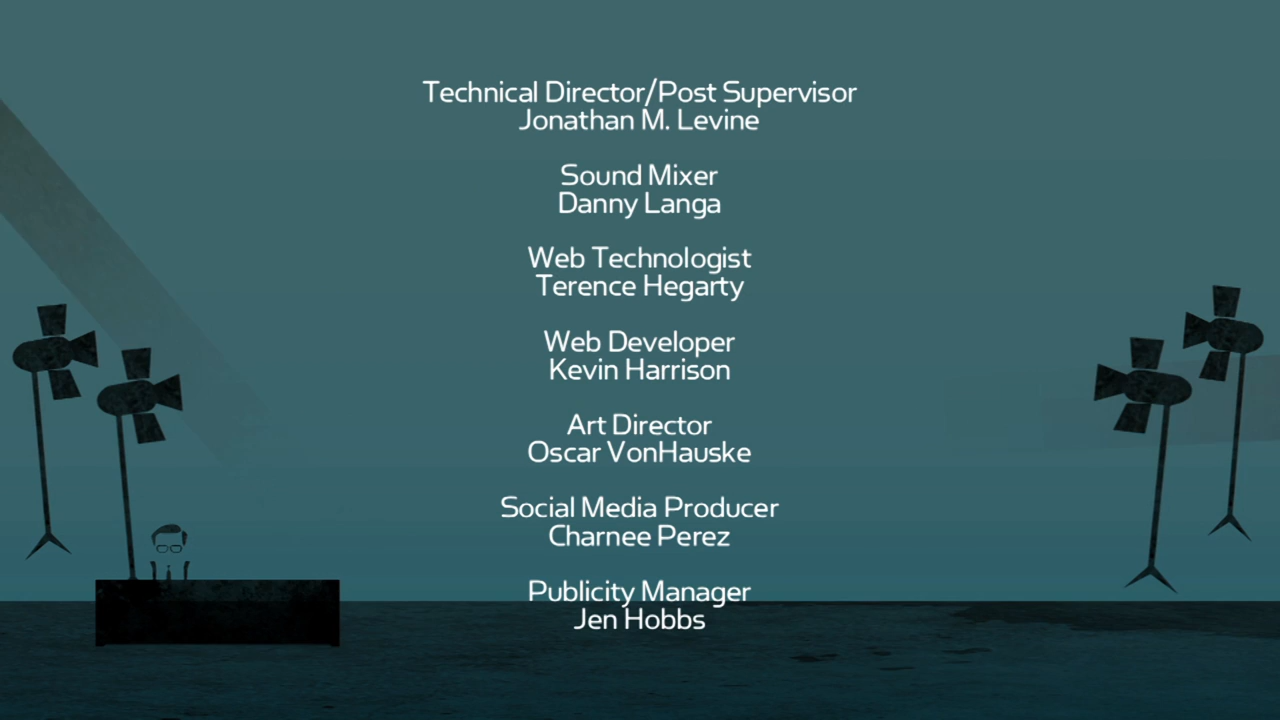 Technical Director/Post Supervisor
Jonathan M. Levine
Sound Mixer
Danny Langa
Web Technologist
Terence Hegarty
Web Developer
Kevin Harrison
Art Director
Oscar VonHauske
Social Media Producer
Charnee Perez
Publicity Manager
Jen Hobbs